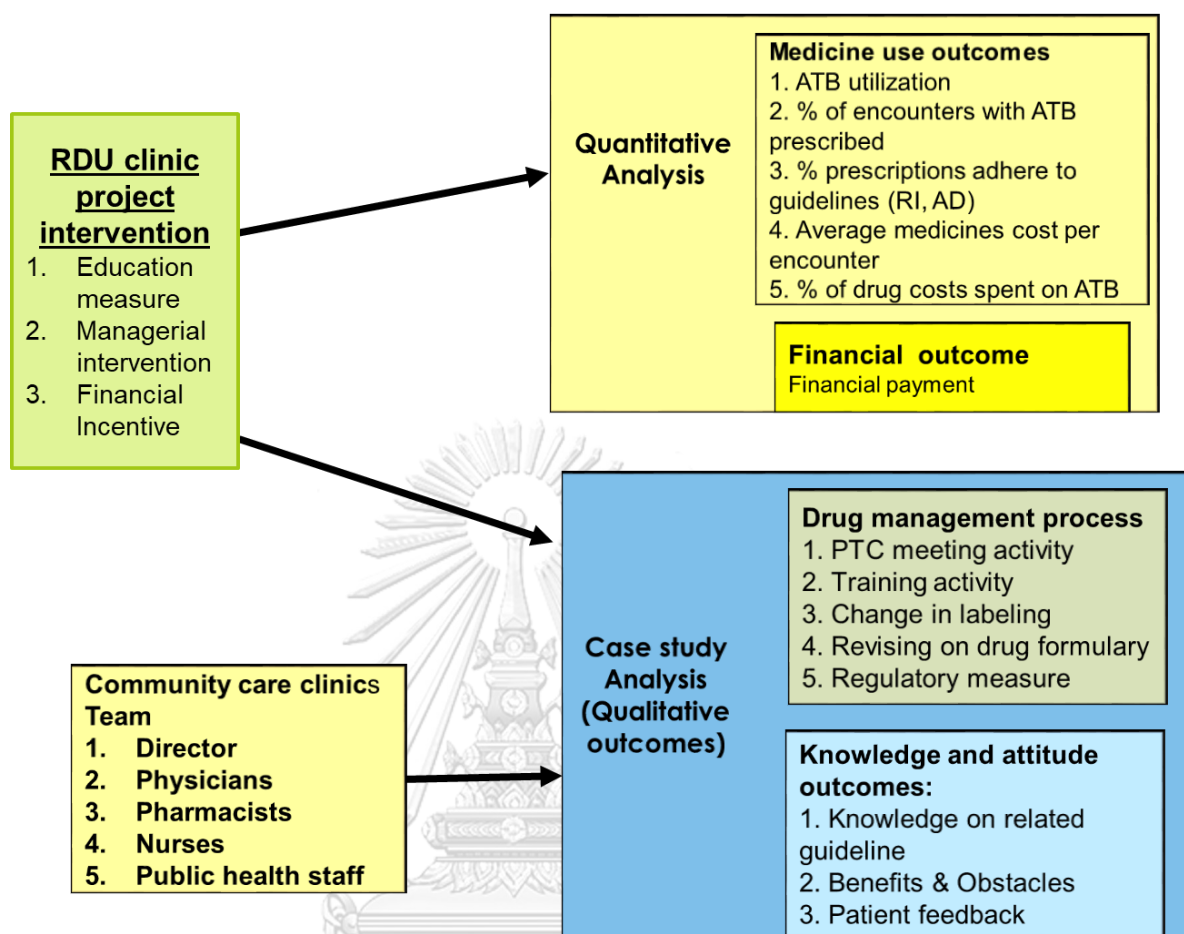 RDU clinic
project
intervention
1. Education
measure
2. Managerial
intervention
3. Financial
Incentive
Quantitative
Analysis
Medicine use outcomes
1. ATB utilization
2. % of encounters with ATB
prescribed
3. % prescriptions adhere to
guidelines (RI, AD)
4. Average medicines cost per
encounter
5. % of drug costs spent on ATB
Financial outcome
Financial payment
Community care clinics
Team
1. Director
2. Physicians
3. Pharmacists
4. Nurses
5. Public health staff
Case study
Analysis
(Qualitative
outcomes)
Drug management process
1. PTC meeting activity
2. Training activity
3. Change in labeling
4. Revising on drug formulary
5. Regulatory measure
Knowledge and attitude
outcomes:
1. Knowledge on related
guideline
2. Benefits & Obstacles
3. Patient feedback